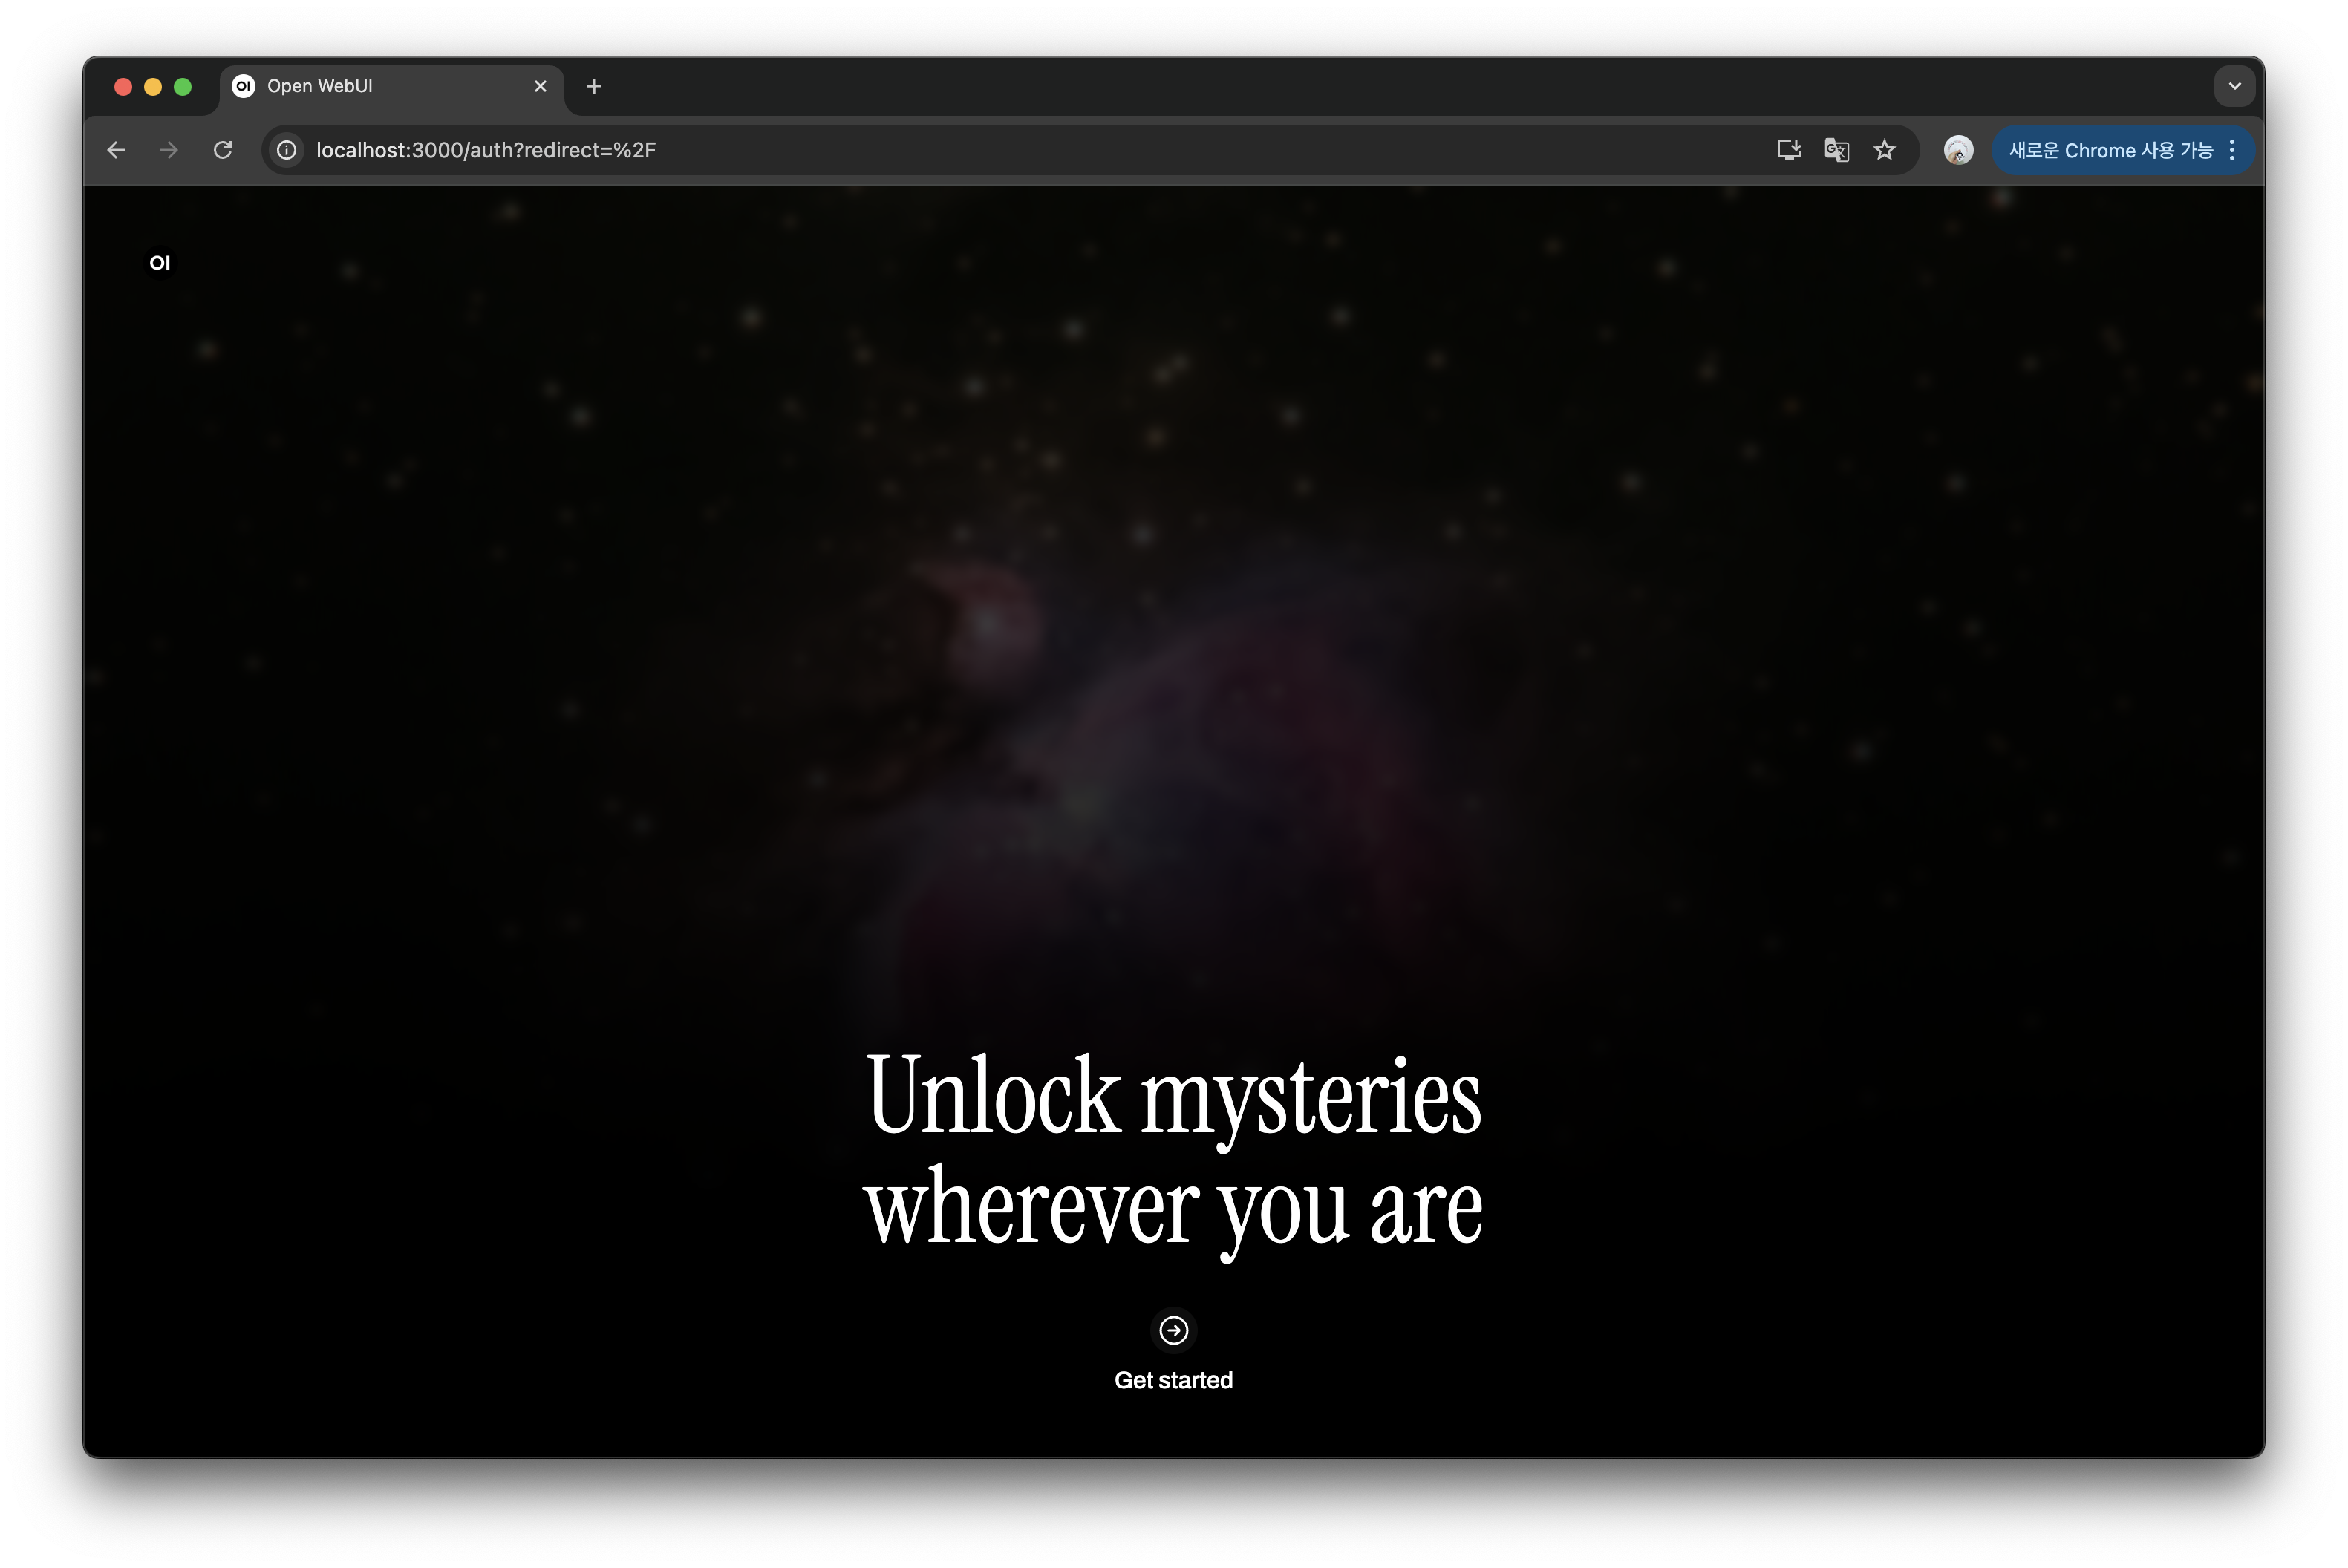 OI Open WebUI
localhost:3000/auth?redirect=%2F
새로운 Chrome 사용 가능
OI
Unlock mysteries
wherever you are
Get started